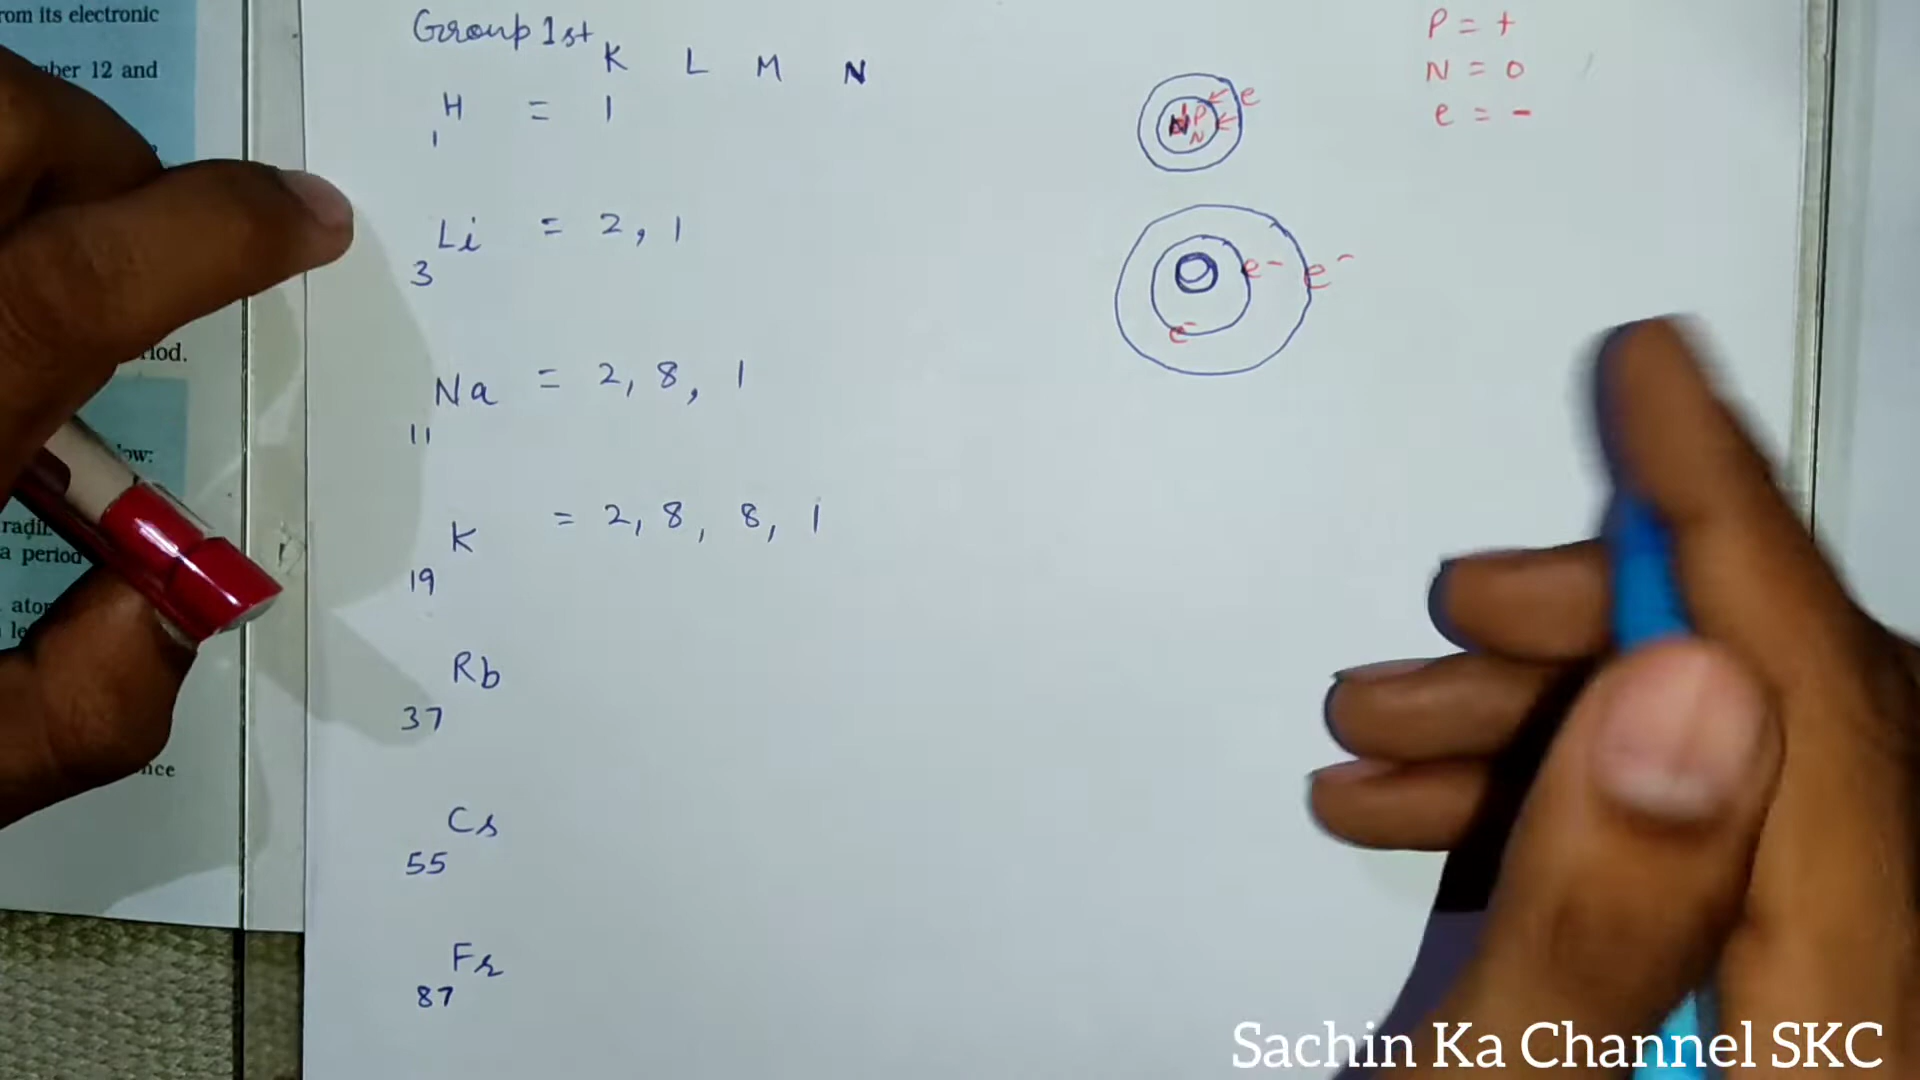 rom its electronic
ber 12 and
iod.
ow:
radi
a period
ato
le
nce
Group 1st
K L M N
H = 1
1
Li = 2, 1
3
Na = 2, 8, 1
11
K = 2, 8, 8, 1
19
Rb
37
Cs
55
Fr
87
P = +
N = 0
e = -
N P e
N
e⁻ e⁻
e⁻
Sachin Ka Channel SKC